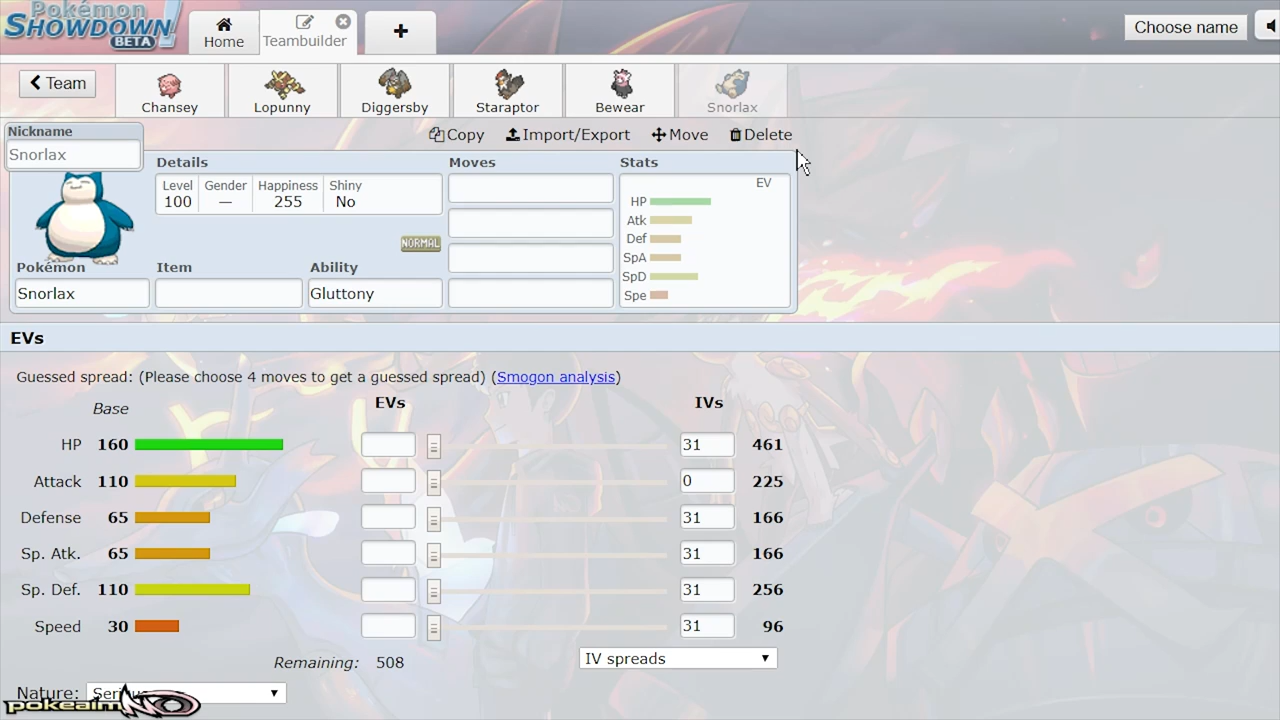 Pokémon
SHOWDOWN!
BETA
Home
Teambuilder
Choose name
Team
Chansey
Lopunny
Diggersby
Staraptor
Bewear
Snorlax
Nickname
Snorlax
Copy
Import/Export
Move
Delete
Details
Moves
Stats
Level
Gender
Happiness
Shiny
100
—
255
No
EV
HP
Atk
Def
SpA
SpD
Spe
NORMAL
Pokémon
Item
Ability
Snorlax
Gluttony
EVs
Guessed spread: (Please choose 4 moves to get a guessed spread) (Smogon analysis)
Base
EVs
IVs
HP 160 31 461
Attack 110 0 225
Defense 65 31 166
Sp. Atk. 65 31 166
Sp. Def. 110 31 256
Speed 30 31 96
Remaining: 508
IV spreads
Nature:
pokeaimMD